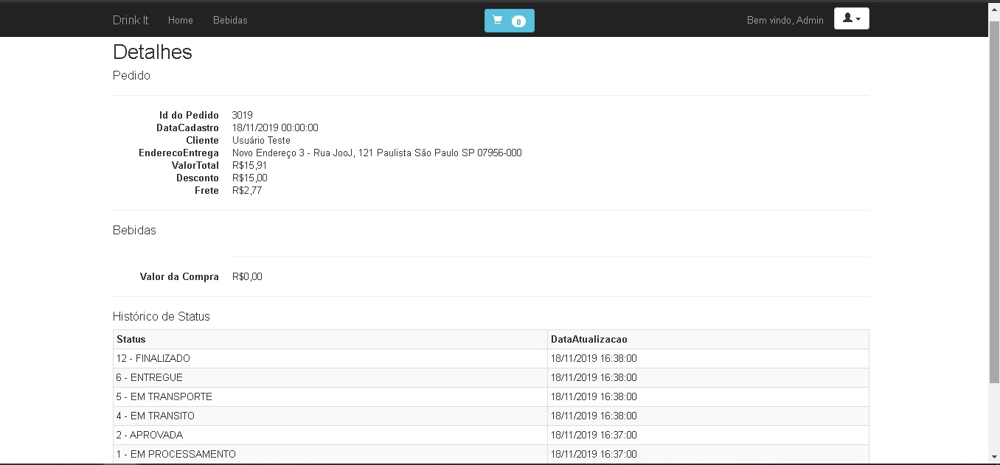 Drink It Home Bebidas 0 Bem vindo, Admin
Detalhes
Pedido
Id do Pedido 3019
DataCadastro 18/11/2019 00:00:00
Cliente Usuário Teste
EnderecoEntrega Novo Endereço 3 - Rua JooJ, 121 Paulista São Paulo SP 07956-000
ValorTotal R$15,91
Desconto R$15,00
Frete R$2,77
Bebidas
Valor da Compra R$0,00
Histórico de Status
Status DataAtualizacao
12 - FINALIZADO 18/11/2019 16:38:00
6 - ENTREGUE 18/11/2019 16:38:00
5 - EM TRANSPORTE 18/11/2019 16:38:00
4 - EM TRANSITO 18/11/2019 16:38:00
2 - APROVADA 18/11/2019 16:37:00
1 - EM PROCESSAMENTO 18/11/2019 16:37:00